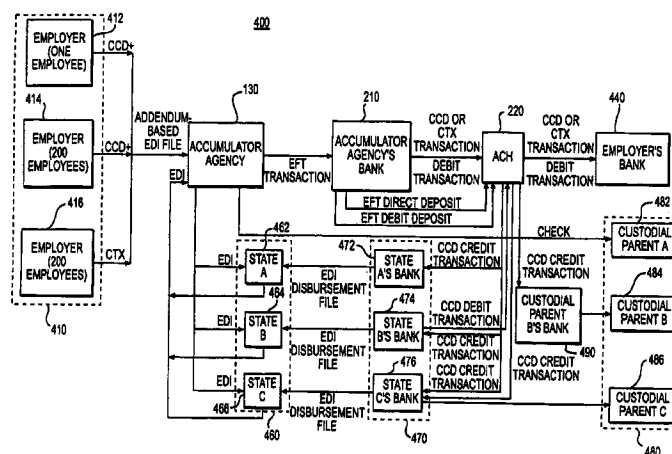 400
412
EMPLOYER
(ONE
EMPLOYEE)
CCD+
414
EMPLOYER
(200
EMPLOYEES)
CCD+
416
EMPLOYER
(200
EMPLOYEES)
CTX
410
ADDENDUM-
BASED
EDI FILE
EDI
130
ACCUMULATOR
AGENCY
EFT
TRANSACTION
210
ACCUMULATOR
AGENCY'S
BANK
CCD OR
CTX
TRANSACTION
DEBIT
TRANSACTION
EFT DIRECT DEPOSIT
EFT DEBIT DEPOSIT
220
ACH
CCD OR
CTX
TRANSACTION
DEBIT
TRANSACTION
440
EMPLOYER'S
BANK
CHECK
462
STATE
A
464
STATE
B
EDI
STATE
C
466
460
EDI
DISBURSEMENT
FILE
EDI
DISBURSEMENT
FILE
EDI
DISBURSEMENT
FILE
472
STATE
A'S BANK
474
STATE
B'S BANK
476
STATE
C'S BANK
470
CCD CREDIT
TRANSACTION
CCD DEBIT
TRANSACTION
CCD CREDIT
TRANSACTION
CCD CREDIT
TRANSACTION
CCD CREDIT
TRANSACTION
CUSTODIAL
PARENT
B'S BANK
490
CCD CREDIT
TRANSACTION
482
CUSTODIAL
PARENT A
484
CUSTODIAL
PARENT B
486
CUSTODIAL
PARENT C
480